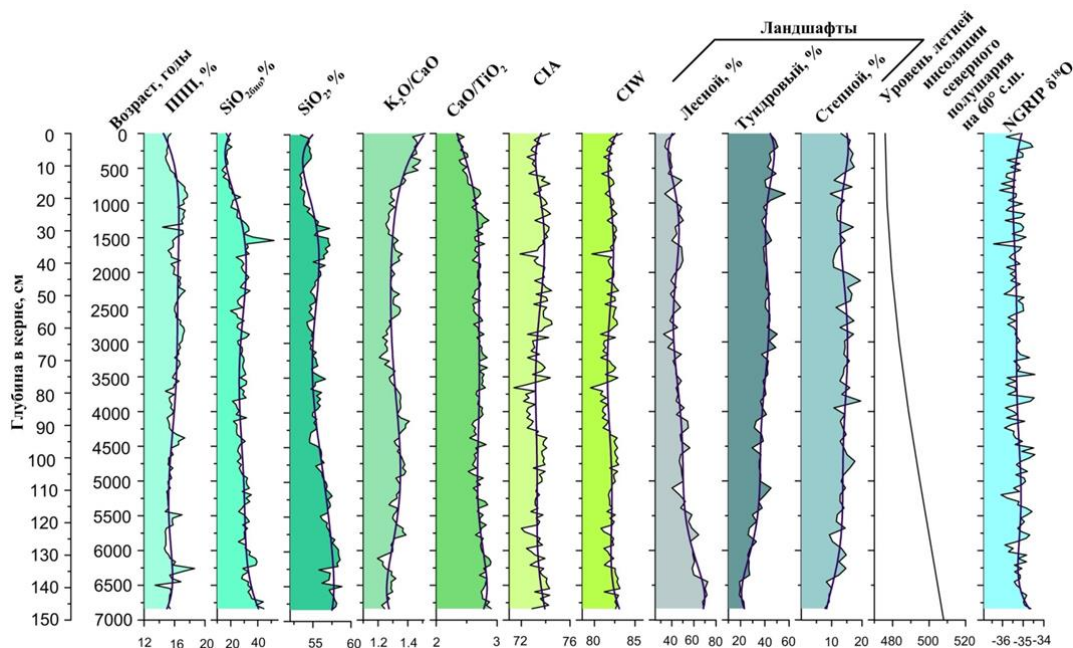 Ландшафты
Возраст, годы
ППП, %
SiO₂био, %
SiO₂, %
K₂O/CaO
CaO/TiO₂
CIA
CIW
Лесной, %
Тундровый, %
Степной, %
Уровень летней
инсоляции
северного
полушария
на 60° с.ш.
NGRIP δ¹⁸O
Глубина в керне, см
0
10
20
30
40
50
60
70
80
90
100
110
120
130
140
150
0
500
1000
1500
2000
2500
3000
3500
4000
4500
5000
5500
6000
6500
7000
12 16 20
20 40
55
1.2 1.4
2 3
72 76
80 85
40 60 80
20 40 60
10 20
480 500 520
-36 -35 -34